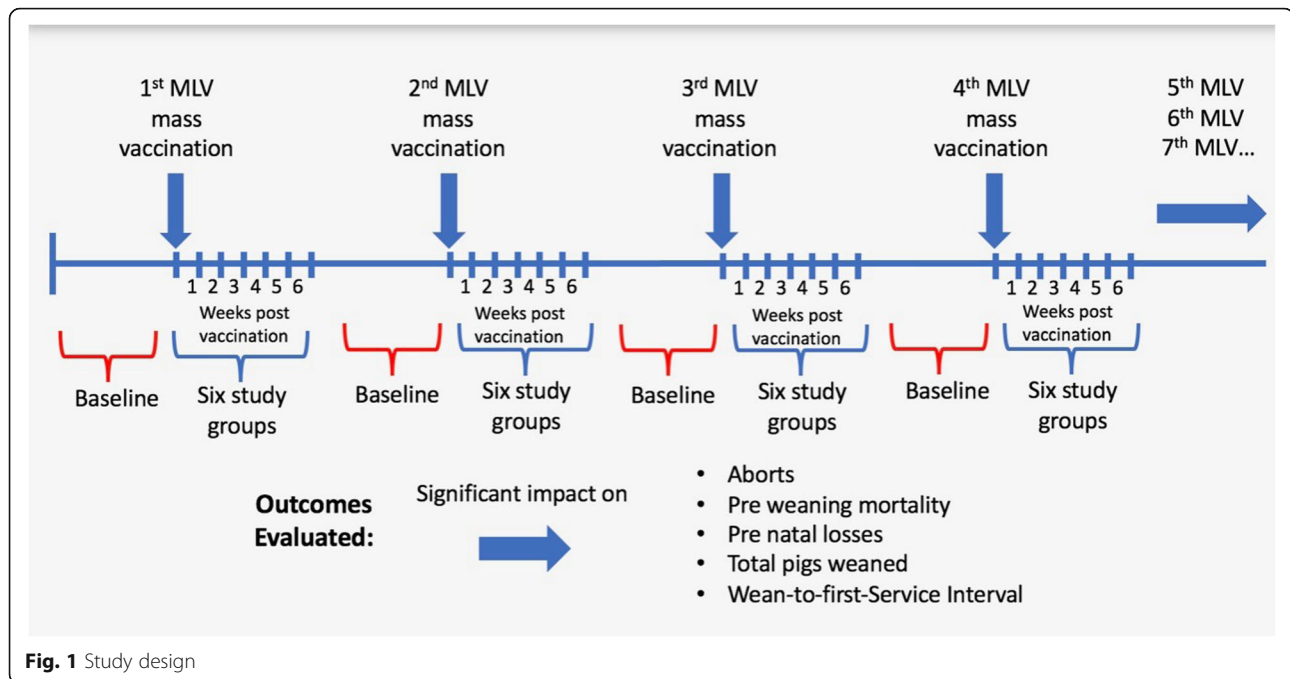 1st MLV
mass
vaccination
2nd MLV
mass
vaccination
3rd MLV
mass
vaccination
4th MLV
mass
vaccination
5th MLV
6th MLV
7th MLV...
1 2 3 4 5 6
Weeks post
vaccination
1 2 3 4 5 6
Weeks post
vaccination
1 2 3 4 5 6
Weeks post
vaccination
1 2 3 4 5 6
Weeks post
vaccination
Baseline
Six study
groups
Baseline
Six study
groups
Baseline
Six study
groups
Baseline
Six study
groups
Outcomes
Evaluated:
Significant impact on
• Aborts
• Pre weaning mortality
• Pre natal losses
• Total pigs weaned
• Wean-to-first-Service Interval
Fig. 1 Study design